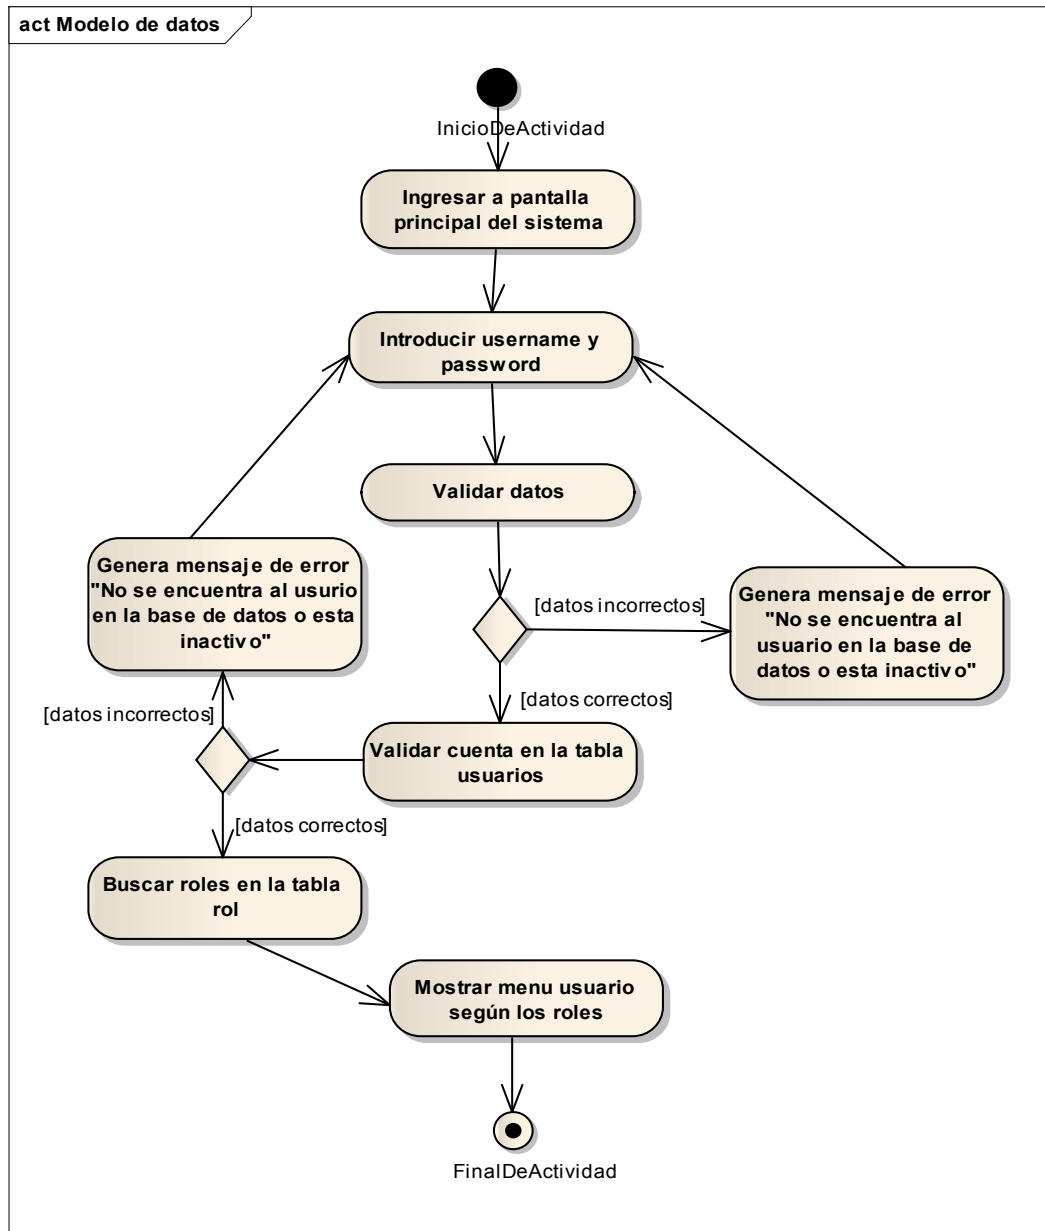 act Modelo de datos
InicioDeActividad
Ingresar a pantalla
principal del sistema
Introducir username y
password
Validar datos
[datos incorrectos]
Genera mensaje de error
"No se encuentra al
usuario en la base de
datos o esta inactivo"
[datos correctos]
Validar cuenta en la tabla
usuarios
Genera mensaje de error
"No se encuentra al usurio
en la base de datos o esta
inactivo"
[datos incorrectos]
[datos correctos]
Buscar roles en la tabla
rol
Mostrar menu usuario
según los roles
FinalDeActividad